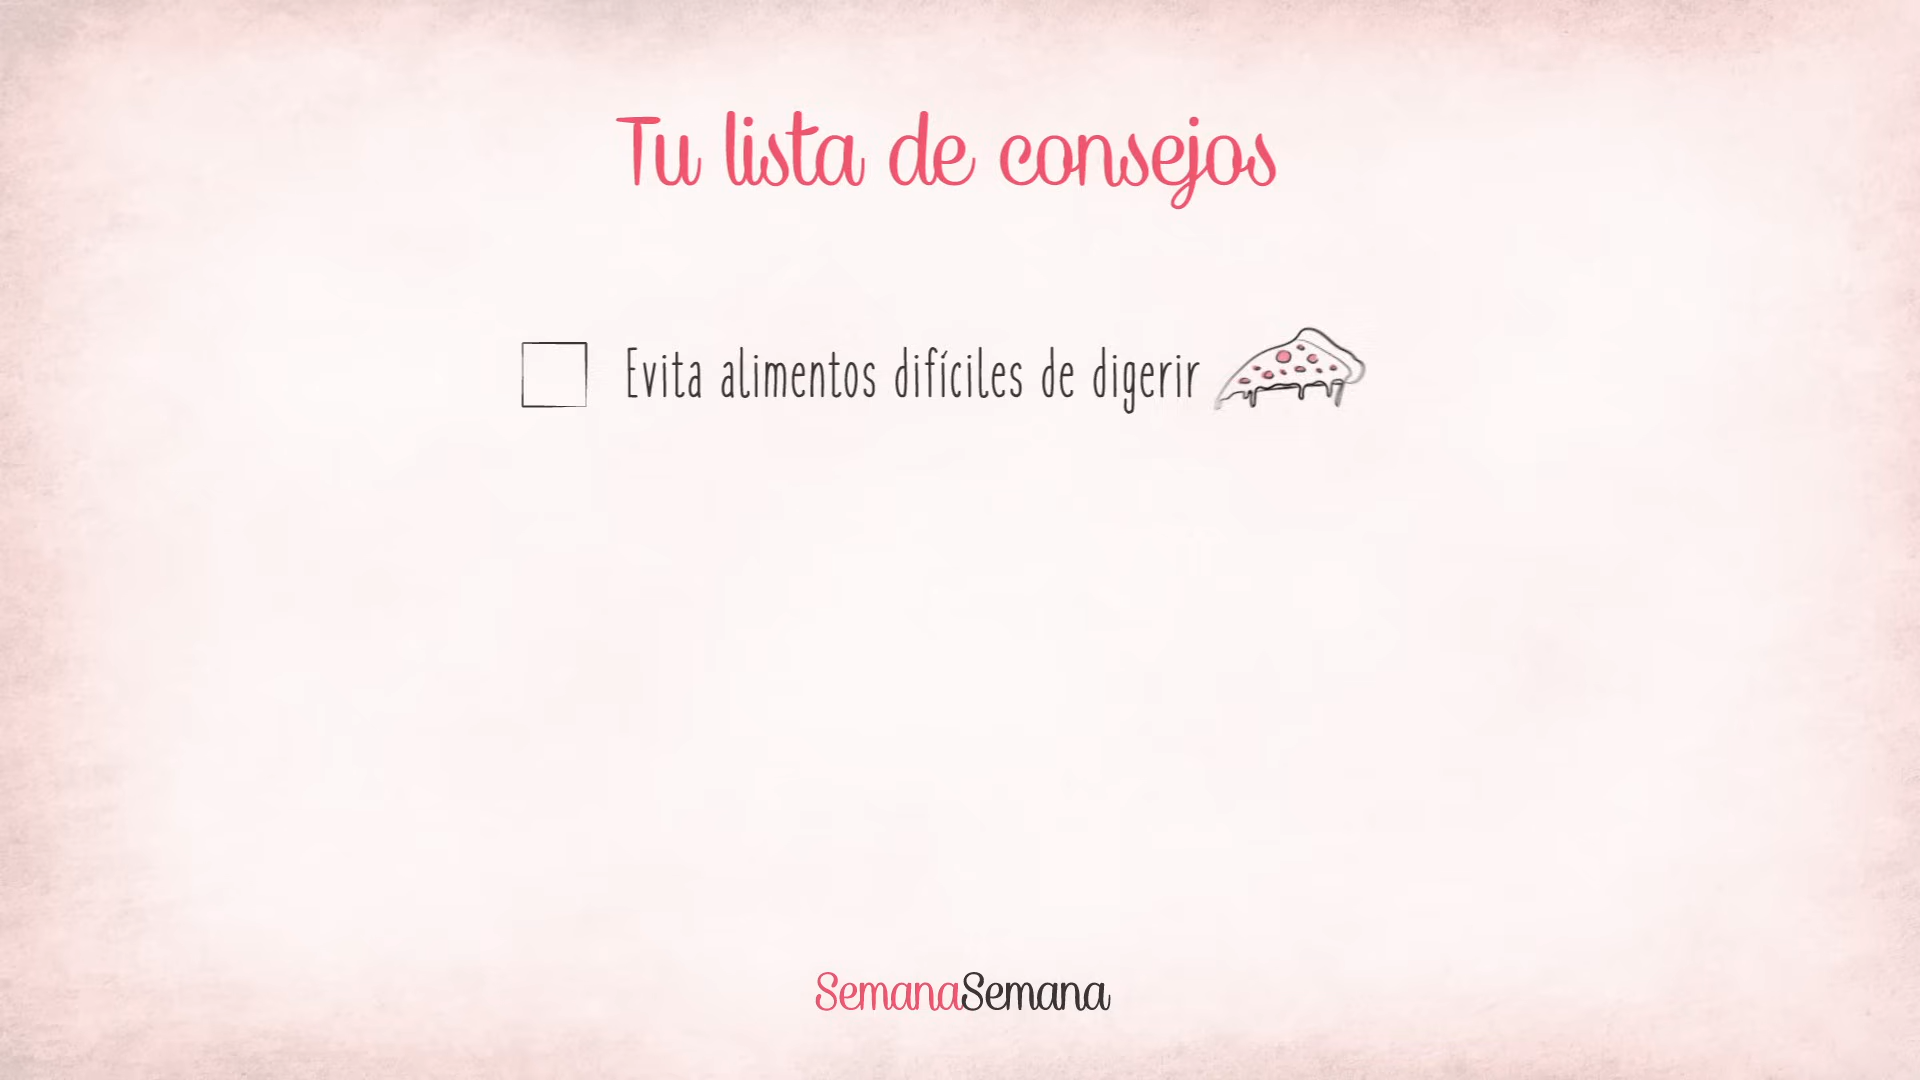 Tu lista de consejos
Evita alimentos difíciles de digerir
SemanaSemana